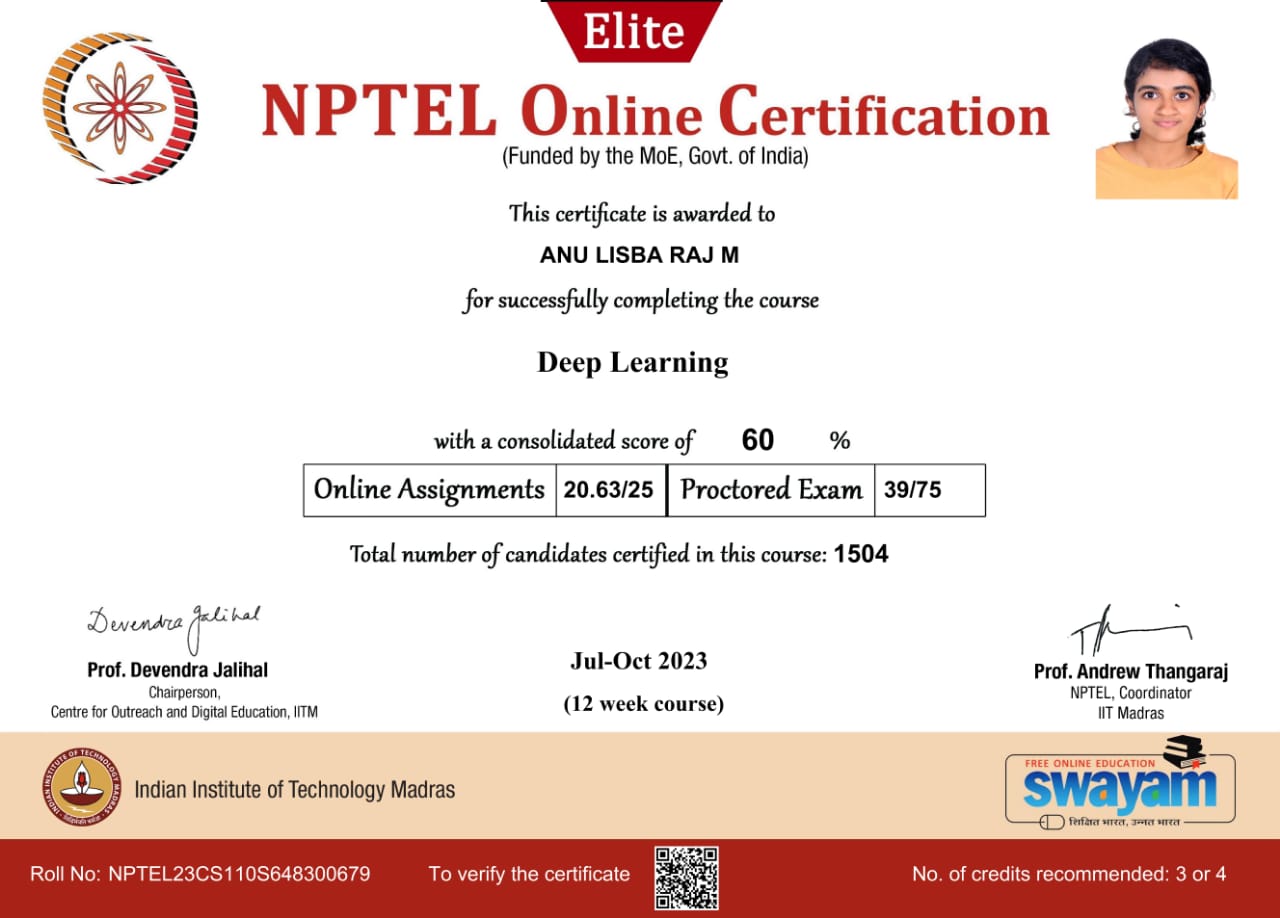 Elite
NPTEL Online Certification
(Funded by the MoE, Govt. of India)
This certificate is awarded to
ANU LISBA RAJ M
for successfully completing the course
Deep Learning
with a consolidated score of 60 %
Online Assignments 20.63/25 Proctored Exam 39/75
Total number of candidates certified in this course: 1504
Devendra Jalihal
Prof. Devendra Jalihal
Chairperson,
Centre for Outreach and Digital Education, IITM
Jul-Oct 2023
(12 week course)
Prof. Andrew Thangaraj
NPTEL, Coordinator
IIT Madras
INDIAN INSTITUTE OF TECHNOLOGY MADRAS
Indian Institute of Technology Madras
FREE ONLINE EDUCATION
swayam
शिक्षित भारत, उन्नत भारत
Roll No: NPTEL23CS110S648300679
To verify the certificate
No. of credits recommended: 3 or 4